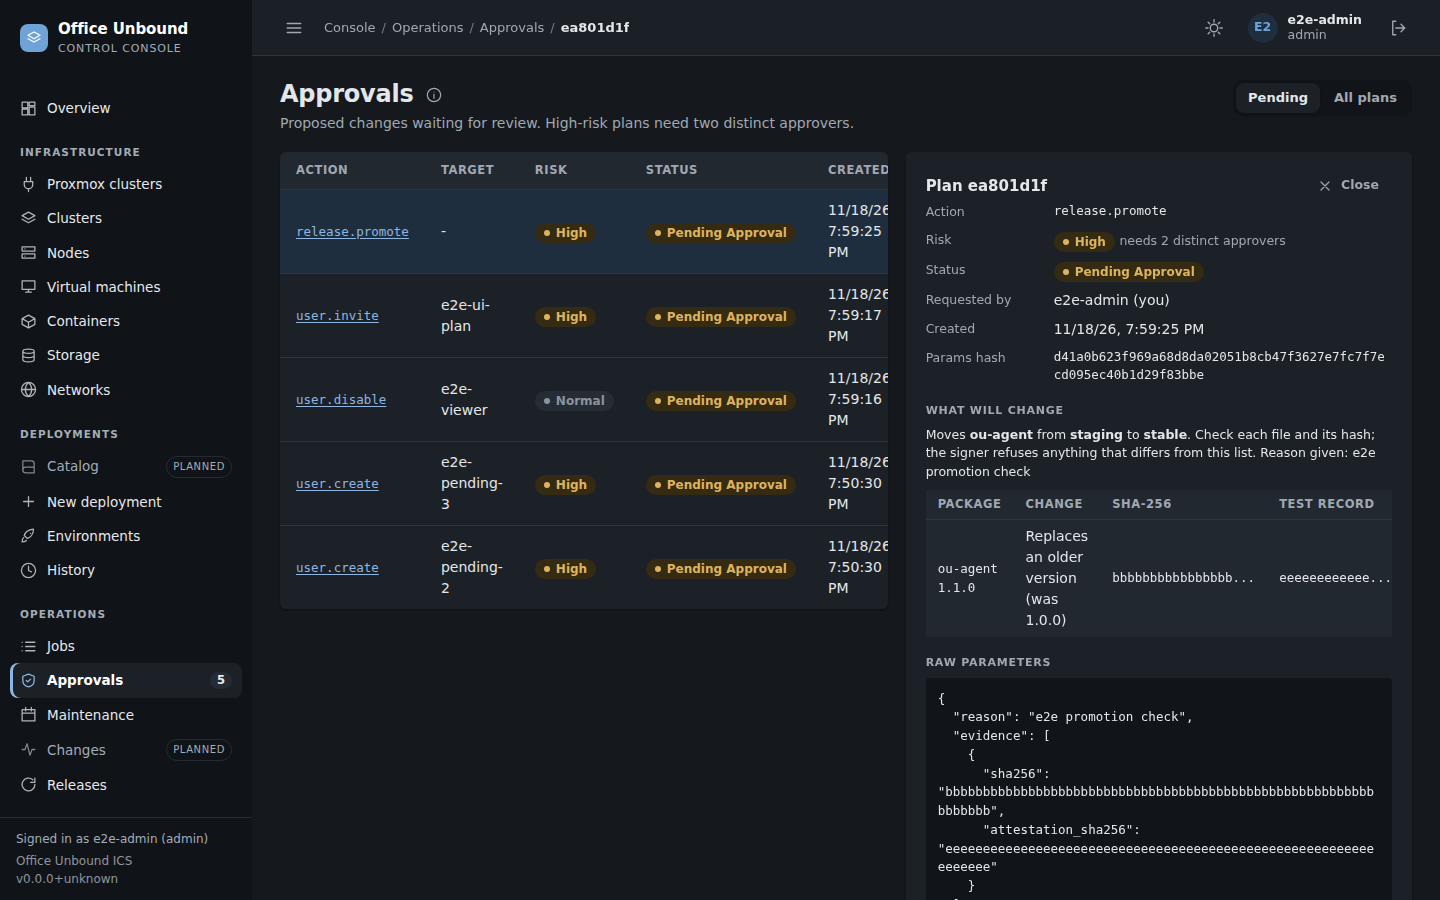 Office Unbound
CONTROL CONSOLE
Overview
INFRASTRUCTURE
Proxmox clusters
Clusters
Nodes
Virtual machines
Containers
Storage
Networks
DEPLOYMENTS
Catalog PLANNED
New deployment
Environments
History
OPERATIONS
Jobs
Approvals 5
Maintenance
Changes PLANNED
Releases
Signed in as e2e-admin (admin)
Office Unbound ICS
v0.0.0+unknown
Console / Operations / Approvals / ea801d1f
E2 e2e-admin
admin
Approvals
Proposed changes waiting for review. High-risk plans need two distinct approvers.
Pending All plans
ACTION TARGET RISK STATUS CREATED
release.promote - High Pending Approval 11/18/26
7:59:25
PM
user.invite e2e-ui-
plan High Pending Approval 11/18/26
7:59:17
PM
user.disable e2e-
viewer Normal Pending Approval 11/18/26
7:59:16
PM
user.create e2e-
pending-
3 High Pending Approval 11/18/26
7:50:30
PM
user.create e2e-
pending-
2 High Pending Approval 11/18/26
7:50:30
PM
Plan ea801d1f Close
Action release.promote
Risk High needs 2 distinct approvers
Status Pending Approval
Requested by e2e-admin (you)
Created 11/18/26, 7:59:25 PM
Params hash d41a0b623f969a68d8da02051b8cb47f3627e7fc7f7e
cd095ec40b1d29f83bbe
WHAT WILL CHANGE
Moves ou-agent from staging to stable. Check each file and its hash;
the signer refuses anything that differs from this list. Reason given: e2e
promotion check
PACKAGE CHANGE SHA-256 TEST RECORD
ou-agent
1.1.0 Replaces
an older
version
(was
1.0.0) bbbbbbbbbbbbbbbb... eeeeeeeeeeee...
RAW PARAMETERS
{
"reason": "e2e promotion check",
"evidence": [
{
"sha256":
"bbbbbbbbbbbbbbbbbbbbbbbbbbbbbbbbbbbbbbbbbbbbbbbbbbbbbbbbb
bbbbbbb",
"attestation_sha256":
"eeeeeeeeeeeeeeeeeeeeeeeeeeeeeeeeeeeeeeeeeeeeeeeeeeeeeeeee
eeeeeee"
}